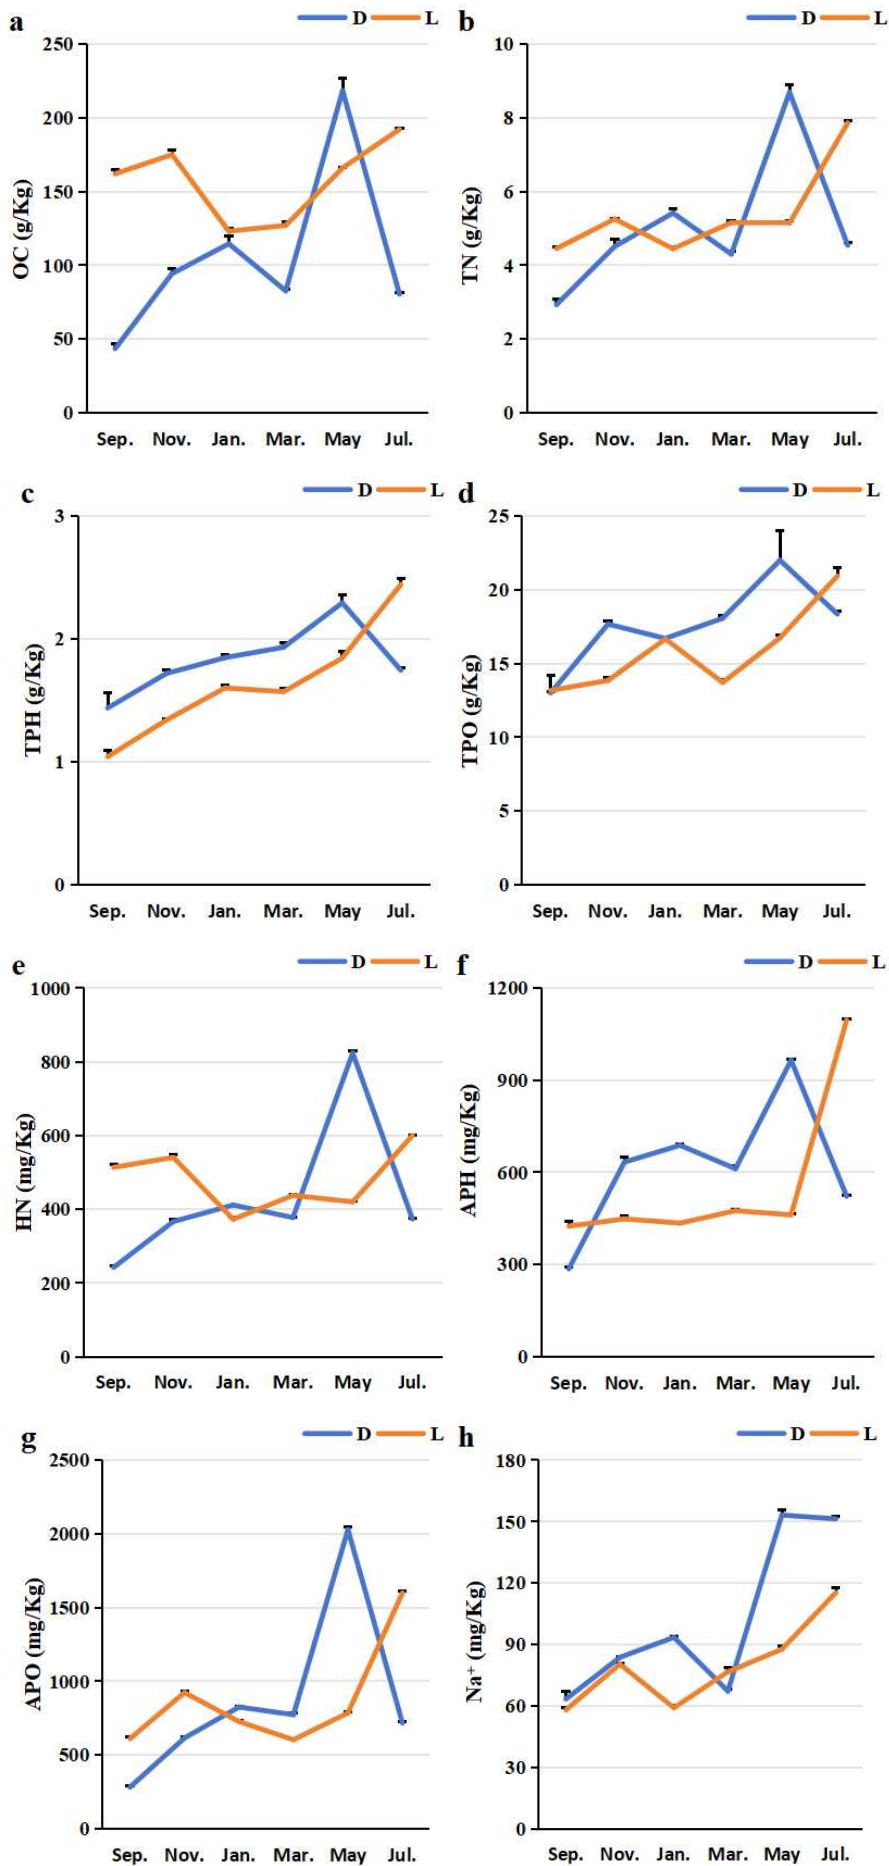 a
D L
OC (g/Kg)
250
200
150
100
50
0
Sep. Nov. Jan. Mar. May Jul.
b
D L
TN (g/Kg)
10
8
6
4
2
0
Sep. Nov. Jan. Mar. May Jul.
c
D L
TPH (g/Kg)
3
2
1
0
Sep. Nov. Jan. Mar. May Jul.
d
D L
TPO (g/Kg)
25
20
15
10
5
0
Sep. Nov. Jan. Mar. May Jul.
e
D L
HN (mg/Kg)
1000
800
600
400
200
0
Sep. Nov. Jan. Mar. May Jul.
f
D L
APH (mg/Kg)
1200
900
600
300
0
Sep. Nov. Jan. Mar. May Jul.
g
D L
APO (mg/Kg)
2500
2000
1500
1000
500
0
Sep. Nov. Jan. Mar. May Jul.
h
D L
Na⁺ (mg/Kg)
180
150
120
90
60
30
0
Sep. Nov. Jan. Mar. May Jul.